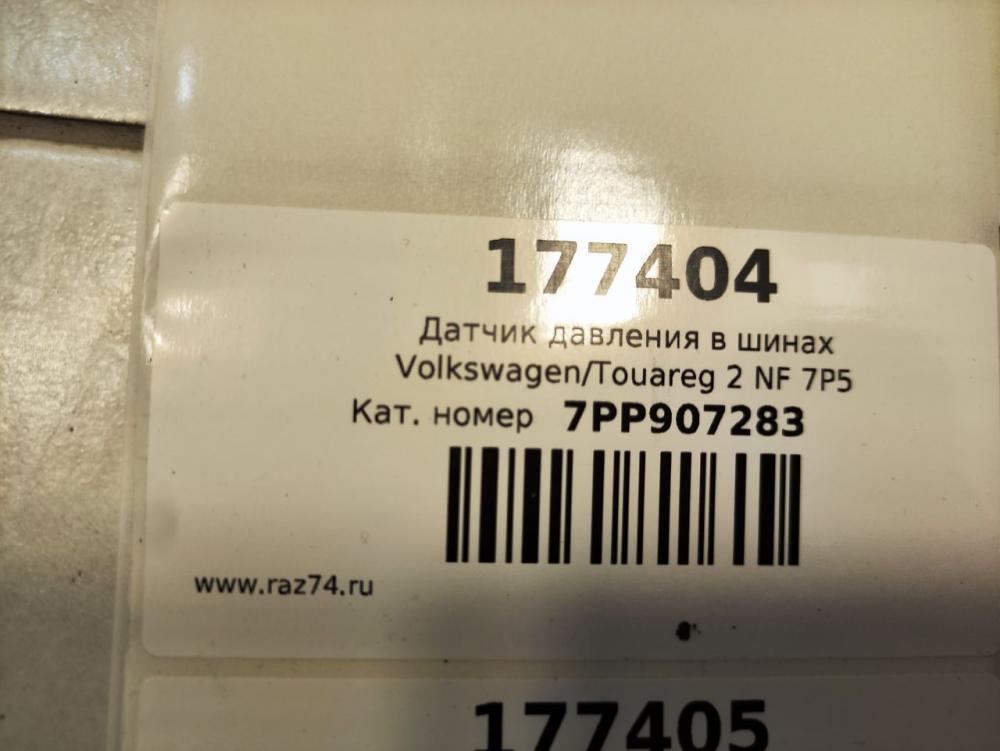 177404
Датчик давления в шинах
Volkswagen/Touareg 2 NF 7P5
Кат. номер 7PP907283
www.raz74.ru
177405